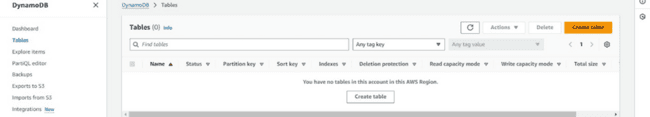 DynamoDB
DynamoDB > Tables
Tables (0) Info
Actions
Delete
Create table
Find tables
Any tag key
Any tag value
1
Name
Status
Partition key
Sort key
Indexes
Deletion protection
Read capacity mode
Write capacity mode
Total size
You have no tables in this account in this AWS Region.
Create table
Dashboard
Tables
Explore items
PartiQL editor
Backups
Exports to S3
Imports from S3
Integrations New